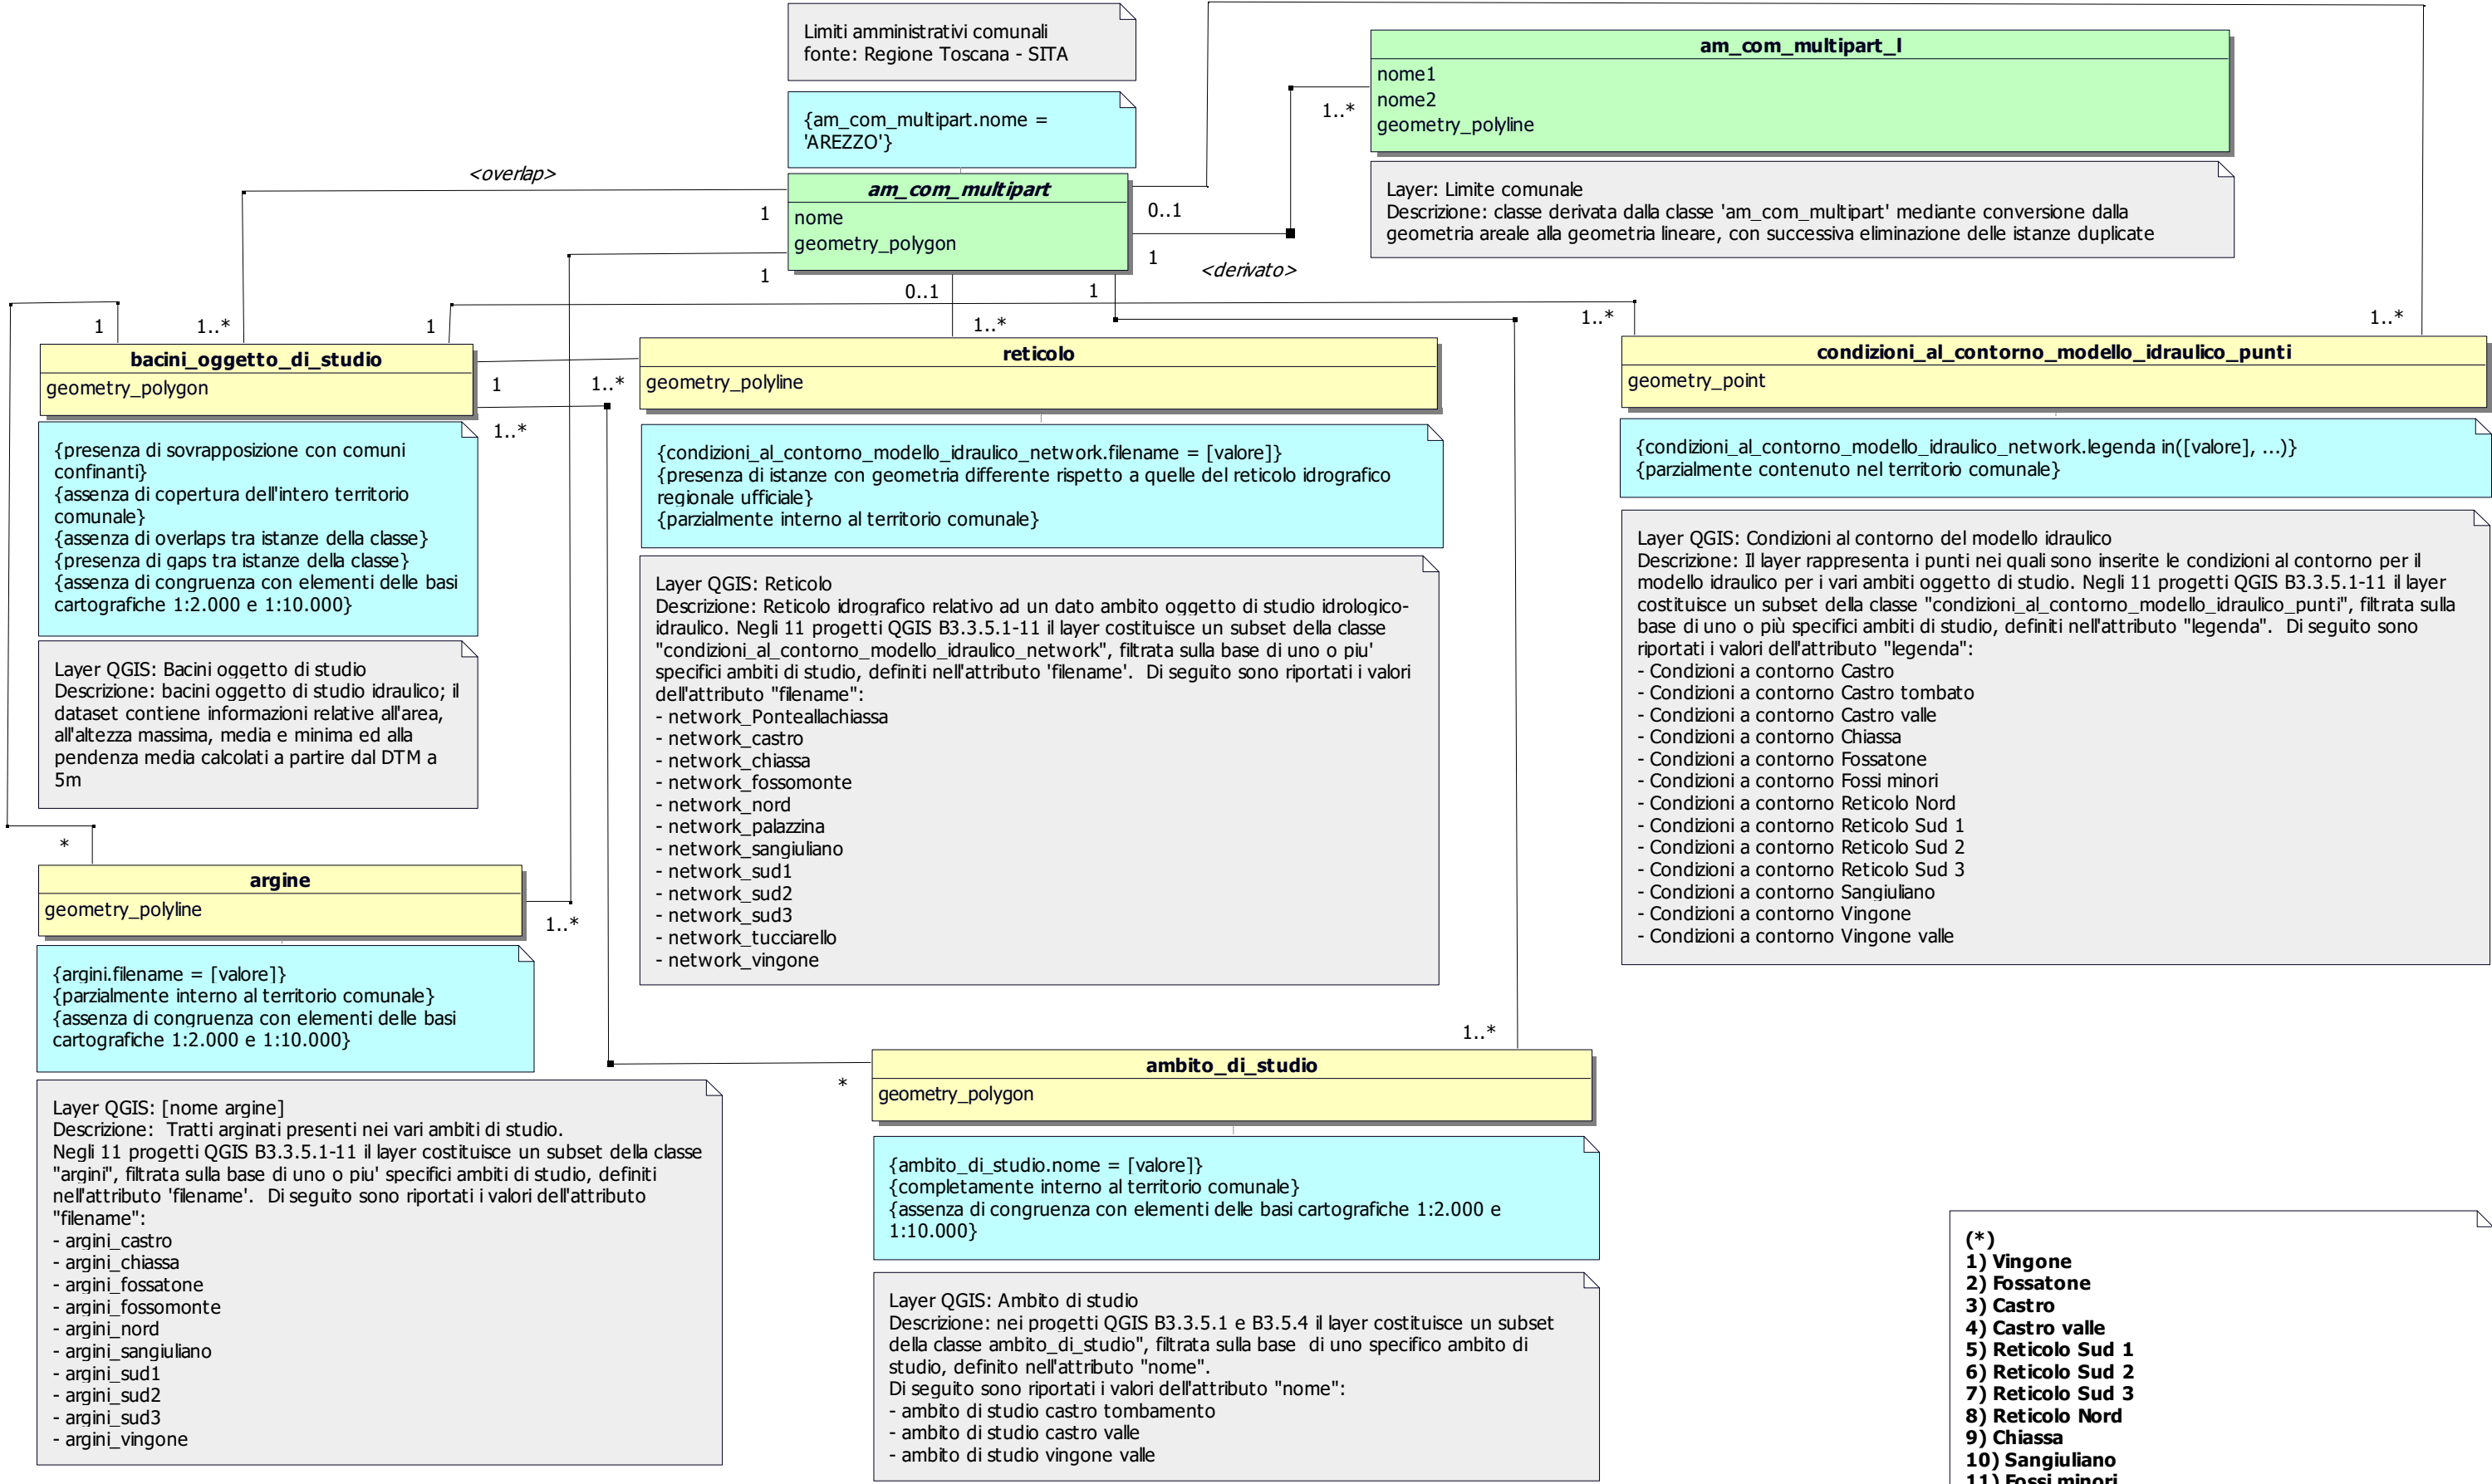 Limiti amministrativi comunali
fonte: Regione Toscana - SITA
{am_com_multipart.nome =
'AREZZO'}
am_com_multipart_l
nome1
nome2
geometry_polyline
1..*
Layer: Limite comunale
Descrizione: classe derivata dalla classe 'am_com_multipart' mediante conversione dalla
geometria areale alla geometria lineare, con successiva eliminazione delle istanze duplicate
<overlap>
am_com_multipart
nome
geometry_polygon
1
0..1
1
1
<derivato>
0..1
1
1
1..*
1
1..*
1..*
1..*
bacini_oggetto_di_studio
geometry_polygon
1
1..*
1..*
{presenza di sovrapposizione con comuni
confinanti}
{assenza di copertura dell'intero territorio
comunale}
{assenza di overlaps tra istanze della classe}
{presenza di gaps tra istanze della classe}
{assenza di congruenza con elementi delle basi
cartografiche 1:2.000 e 1:10.000}
Layer QGIS: Bacini oggetto di studio
Descrizione: bacini oggetto di studio idraulico; il
dataset contiene informazioni relative all'area,
all'altezza massima, media e minima ed alla
pendenza media calcolati a partire dal DTM a
5m
reticolo
geometry_polyline
{condizioni_al_contorno_modello_idraulico_network.filename = [valore]}
{presenza di istanze con geometria differente rispetto a quelle del reticolo idrografico
regionale ufficiale}
{parzialmente interno al territorio comunale}
Layer QGIS: Reticolo
Descrizione: Reticolo idrografico relativo ad un dato ambito oggetto di studio idrologico-
idraulico. Negli 11 progetti QGIS B3.3.5.1-11 il layer costituisce un subset della classe
"condizioni_al_contorno_modello_idraulico_network", filtrata sulla base di uno o piu'
specifici ambiti di studio, definiti nell'attributo 'filename'.  Di seguito sono riportati i valori
dell'attributo "filename":
- network_Ponteallachiassa
- network_castro
- network_chiassa
- network_fossomonte
- network_nord
- network_palazzina
- network_sangiuliano
- network_sud1
- network_sud2
- network_sud3
- network_tucciarello
- network_vingone
condizioni_al_contorno_modello_idraulico_punti
geometry_point
{condizioni_al_contorno_modello_idraulico_network.legenda in([valore], ...)}
{parzialmente contenuto nel territorio comunale}
Layer QGIS: Condizioni al contorno del modello idraulico
Descrizione: Il layer rappresenta i punti nei quali sono inserite le condizioni al contorno per il
modello idraulico per i vari ambiti oggetto di studio. Negli 11 progetti QGIS B3.3.5.1-11 il layer
costituisce un subset della classe "condizioni_al_contorno_modello_idraulico_punti", filtrata sulla
base di uno o più specifici ambiti di studio, definiti nell'attributo "legenda".  Di seguito sono
riportati i valori dell'attributo "legenda":
- Condizioni a contorno Castro
- Condizioni a contorno Castro tombato
- Condizioni a contorno Castro valle
- Condizioni a contorno Chiassa
- Condizioni a contorno Fossatone
- Condizioni a contorno Fossi minori
- Condizioni a contorno Reticolo Nord
- Condizioni a contorno Reticolo Sud 1
- Condizioni a contorno Reticolo Sud 2
- Condizioni a contorno Reticolo Sud 3
- Condizioni a contorno Sangiuliano
- Condizioni a contorno Vingone
- Condizioni a contorno Vingone valle
*
argine
geometry_polyline
1..*
{argini.filename = [valore]}
{parzialmente interno al territorio comunale}
{assenza di congruenza con elementi delle basi
cartografiche 1:2.000 e 1:10.000}
Layer QGIS: [nome argine]
Descrizione:  Tratti arginati presenti nei vari ambiti di studio.
Negli 11 progetti QGIS B3.3.5.1-11 il layer costituisce un subset della classe
"argini", filtrata sulla base di uno o piu' specifici ambiti di studio, definiti
nell'attributo 'filename'.  Di seguito sono riportati i valori dell'attributo
"filename":
- argini_castro
- argini_chiassa
- argini_fossatone
- argini_fossomonte
- argini_nord
- argini_sangiuliano
- argini_sud1
- argini_sud2
- argini_sud3
- argini_vingone
1..*
*
ambito_di_studio
geometry_polygon
{ambito_di_studio.nome = [valore]}
{completamente interno al territorio comunale}
{assenza di congruenza con elementi delle basi cartografiche 1:2.000 e
1:10.000}
Layer QGIS: Ambito di studio
Descrizione: nei progetti QGIS B3.3.5.1 e B3.5.4 il layer costituisce un subset
della classe ambito_di_studio", filtrata sulla base  di uno specifico ambito di
studio, definito nell'attributo "nome".
Di seguito sono riportati i valori dell'attributo "nome":
- ambito di studio castro tombamento
- ambito di studio castro valle
- ambito di studio vingone valle
(*)
1) Vingone
2) Fossatone
3) Castro
4) Castro valle
5) Reticolo Sud 1
6) Reticolo Sud 2
7) Reticolo Sud 3
8) Reticolo Nord
9) Chiassa
10) Sangiuliano
11) Fossi minori